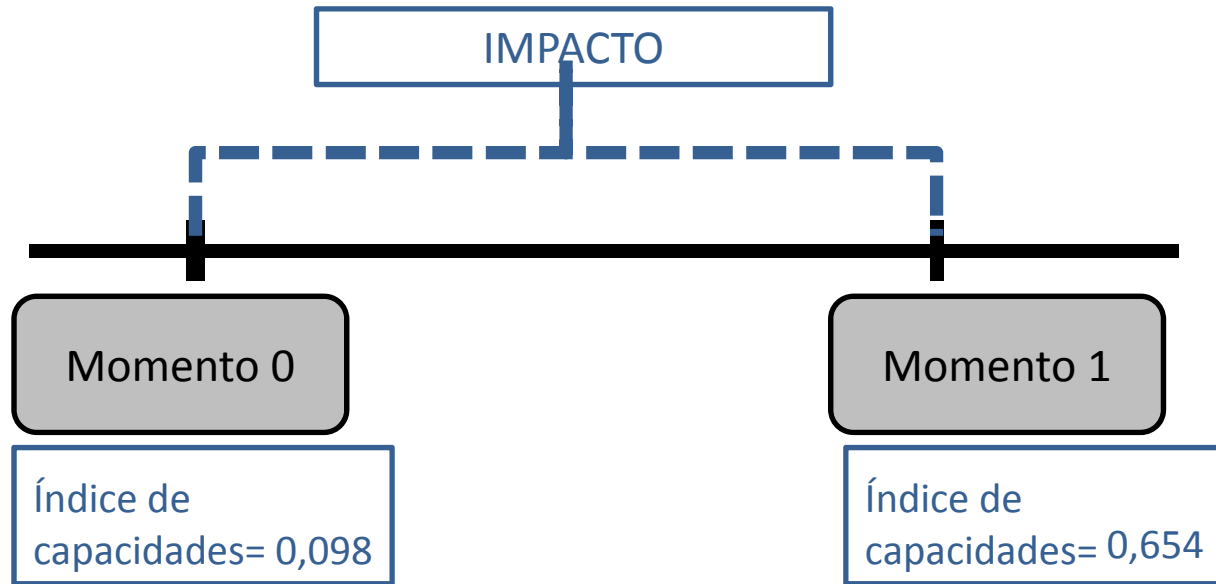 IMPACTO
Momento 0
Momento 1
Índice de
capacidades= 0,098
Índice de
capacidades= 0,654